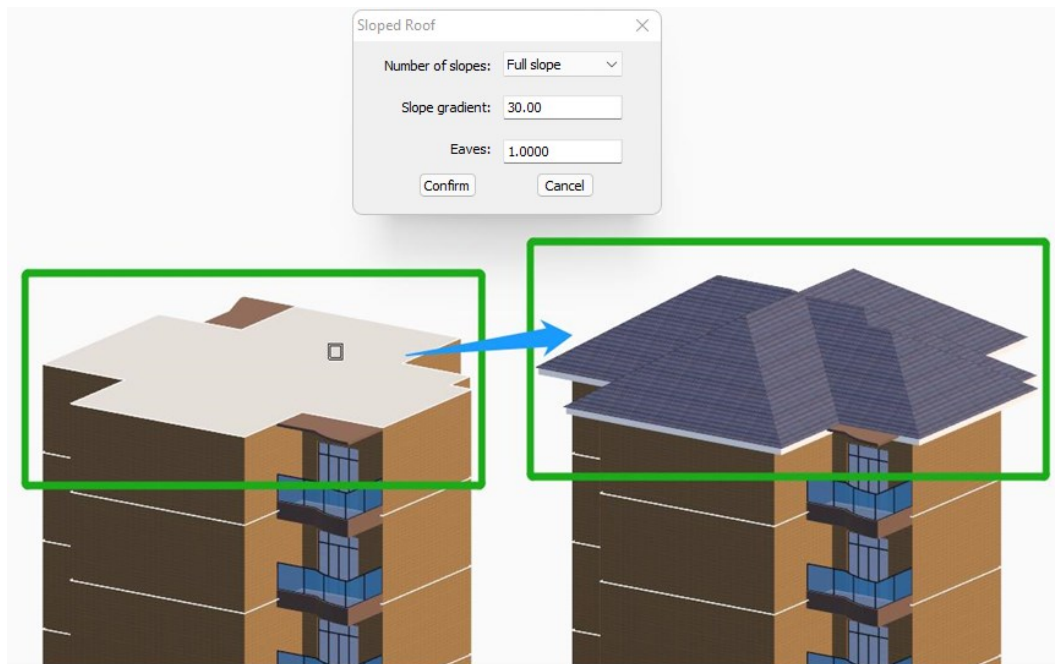 Sloped Roof
Number of slopes: Full slope
Slope gradient: 30.00
Eaves: 1.0000
Confirm Cancel